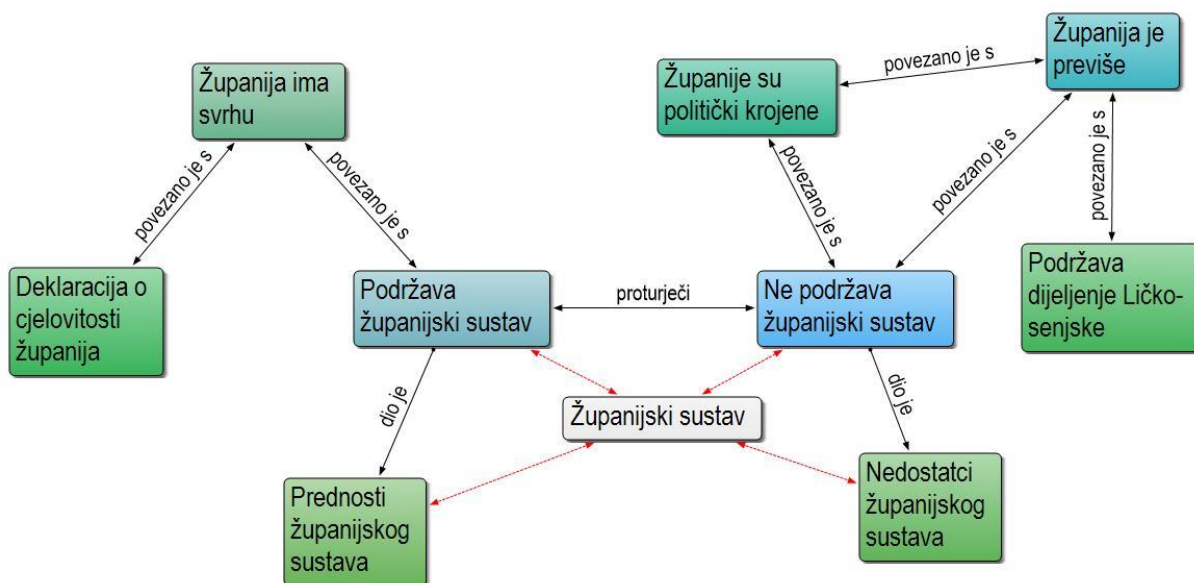 Županija je
previše
povezano je s
Županije su
politički krojene
Županija ima
svrhu
povezano je s
povezano je s
povezano je s
povezano je s
povezano je s
Deklaracija o
cjelovitosti
županija
Podržava
županijski sustav
proturječi
Ne podržava
županijski sustav
Podržava
dijeljenje Ličko-
senjske
dio je
dio je
Županijski sustav
Prednosti
županijskog
sustava
Nedostatci
županijskog
sustava